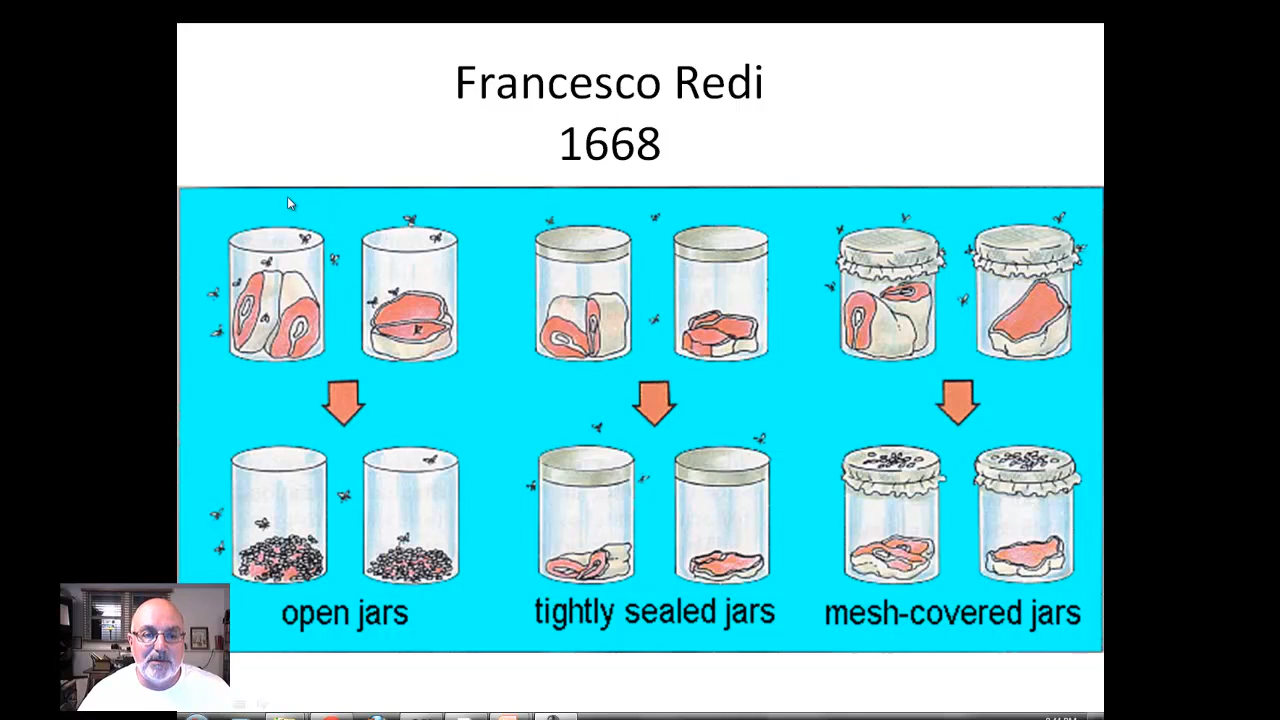 Francesco Redi
1668
open jars
tightly sealed jars
mesh-covered jars